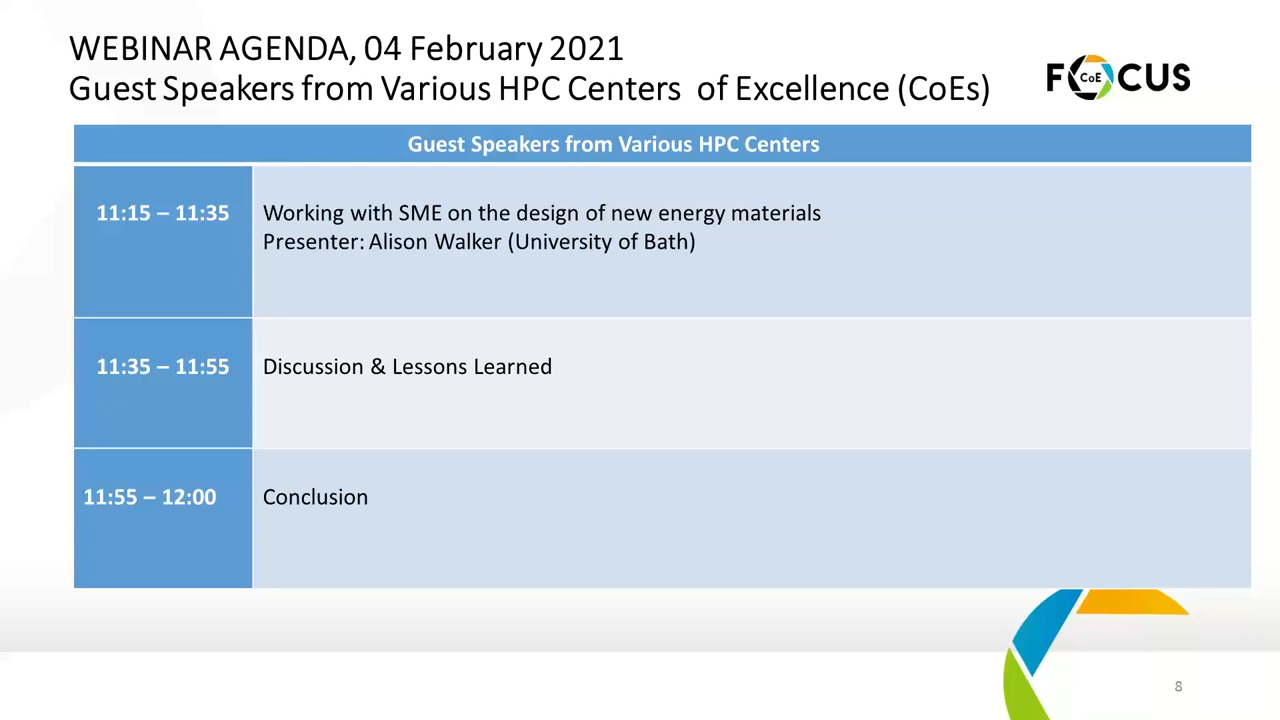 WEBINAR AGENDA, 04 February 2021
Guest Speakers from Various HPC Centers of Excellence (CoEs)
FOCUS
CoE
Guest Speakers from Various HPC Centers
11:15 – 11:35
Working with SME on the design of new energy materials
Presenter: Alison Walker (University of Bath)
11:35 – 11:55
Discussion & Lessons Learned
11:55 – 12:00
Conclusion
8